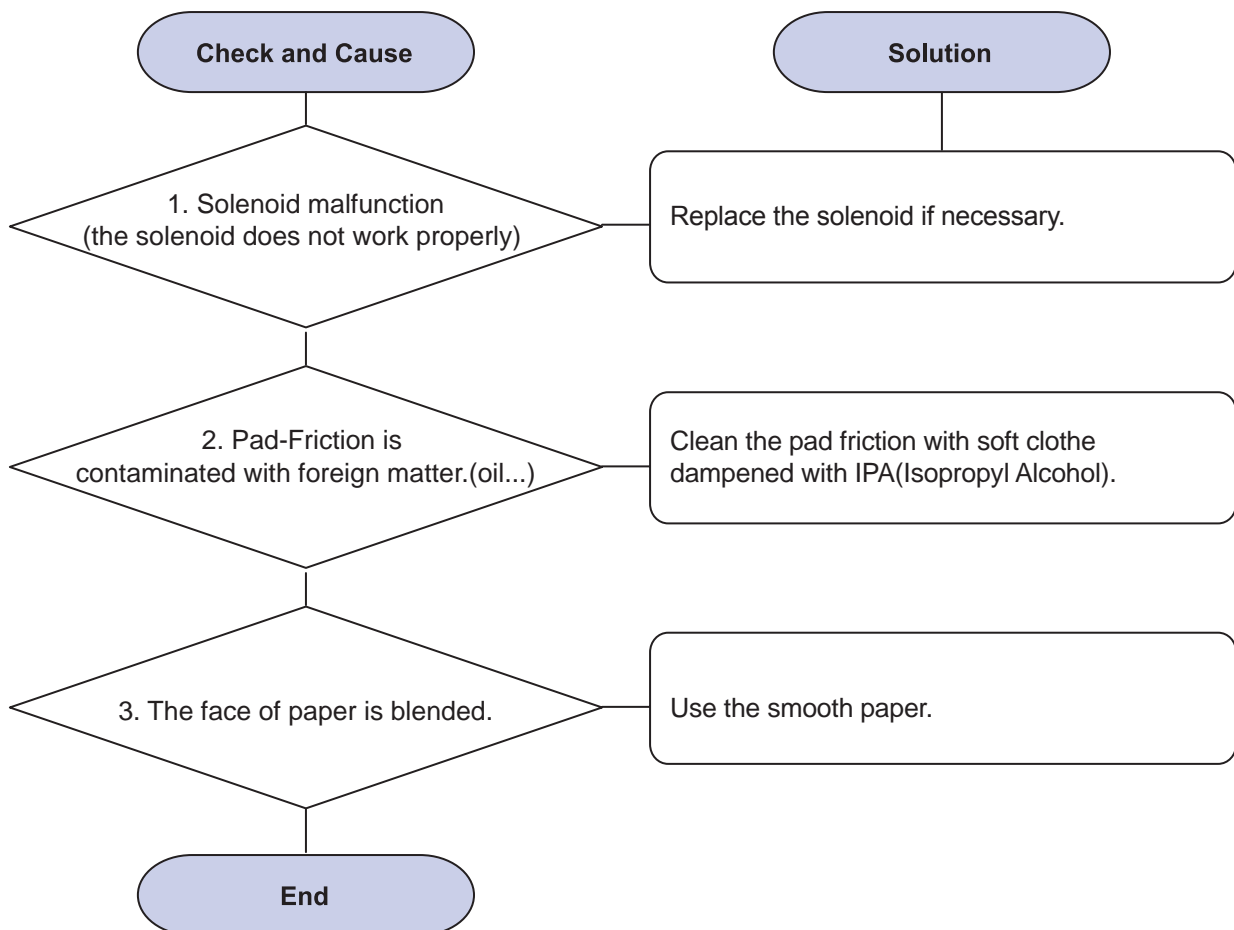 Check and Cause
Solution
1. Solenoid malfunction
(the solenoid does not work properly)
Replace the solenoid if necessary.
2. Pad-Friction is
contaminated with foreign matter.(oil...)
Clean the pad friction with soft clothe
dampened with IPA(Isopropyl Alcohol).
3. The face of paper is blended.
Use the smooth paper.
End